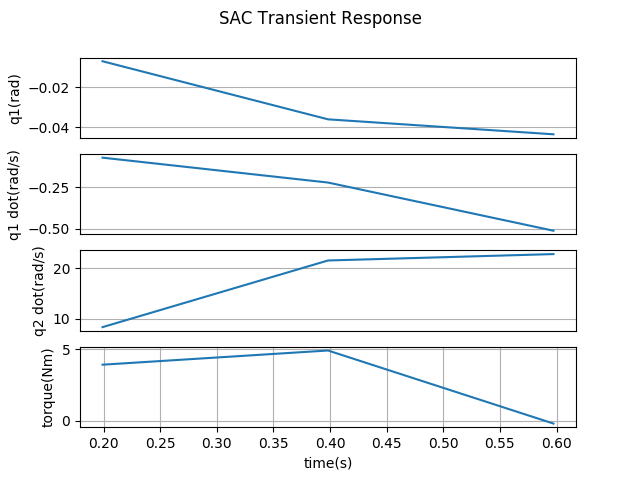 SAC Transient Response
q1(rad)
−0.02
−0.04
q1 dot(rad/s)
−0.25
−0.50
q2 dot(rad/s)
20
10
torque(Nm)
5
0
0.20 0.25 0.30 0.35 0.40 0.45 0.50 0.55 0.60
time(s)